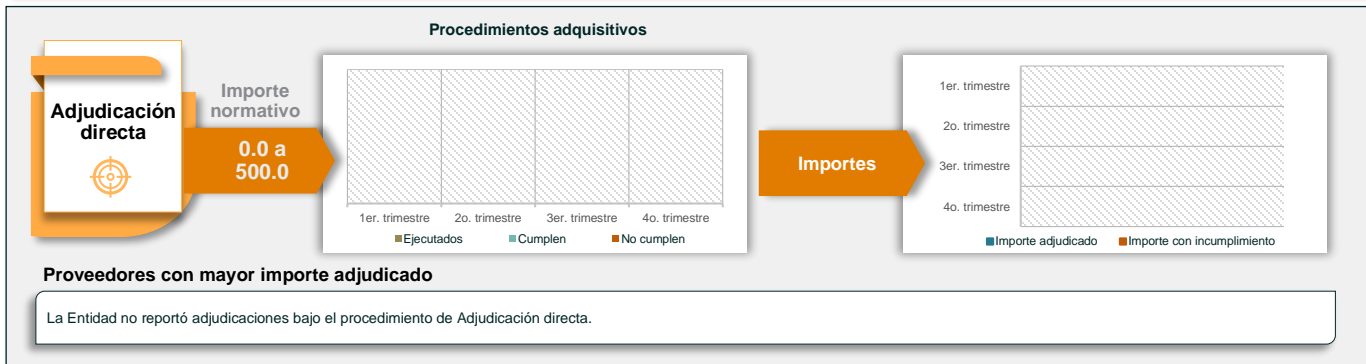 Procedimientos adquisitivos
Adjudicación
directa
Importe
normativo
0.0 a
500.0
1er. trimestre
2o. trimestre
3er. trimestre
4o. trimestre
Ejecutados
Cumplen
No cumplen
Importes
1er. trimestre
2o. trimestre
3er. trimestre
4o. trimestre
Importe adjudicado
Importe con incumplimiento
Proveedores con mayor importe adjudicado
La Entidad no reportó adjudicaciones bajo el procedimiento de Adjudicación directa.